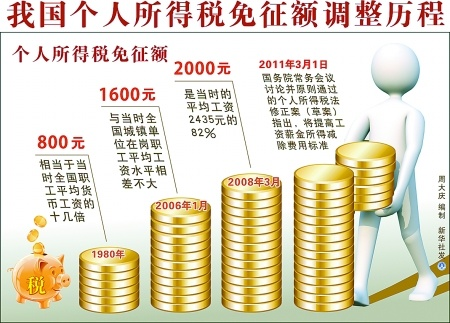 我国个人所得税免征额调整历程
个人所得税免征额
800元
相当于当
时全国职
工平均货
币工资的
十几倍
1600元
与当时全
国城镇单
位在岗职
工平均工
资水平相
差不大
2000元
是当时的
平均工资
2435元的
82%
2011年3月1日
国务院常务会议
讨论并原则通过
的个人所得税法
修正案（草案）
指出，将提高工
资薪金所得减
除费用标准
1980年
2006年1月
2008年3月
税
周大庆 编制 新华社发